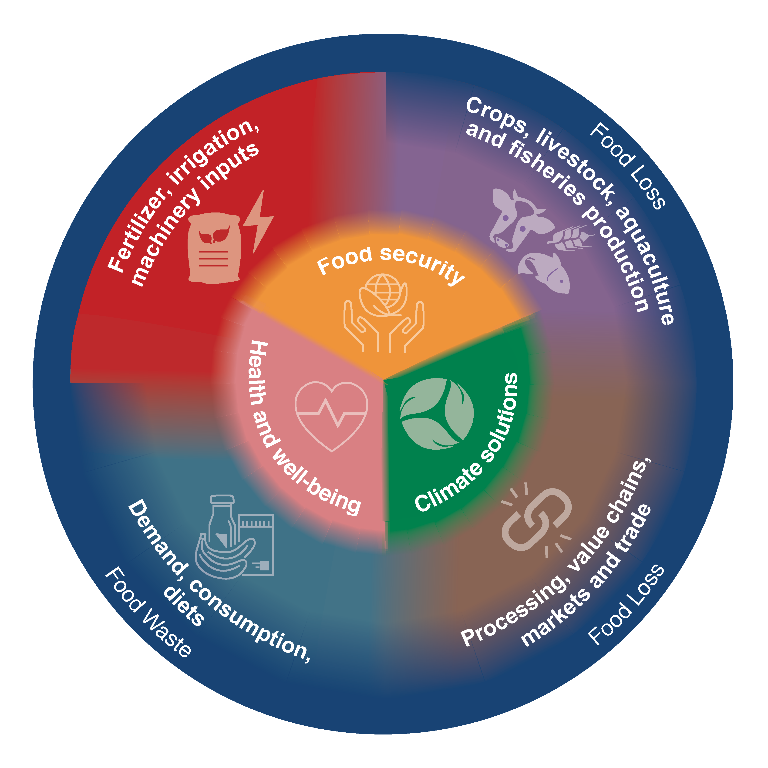 Fertilizer, irrigation,
machinery inputs
Crops, livestock, aquaculture
and fisheries production
Food Loss
Food security
Health and well-being
Climate solutions
Demand, consumption,
diets
Food Waste
Processing, value chains,
markets and trade
Food Loss